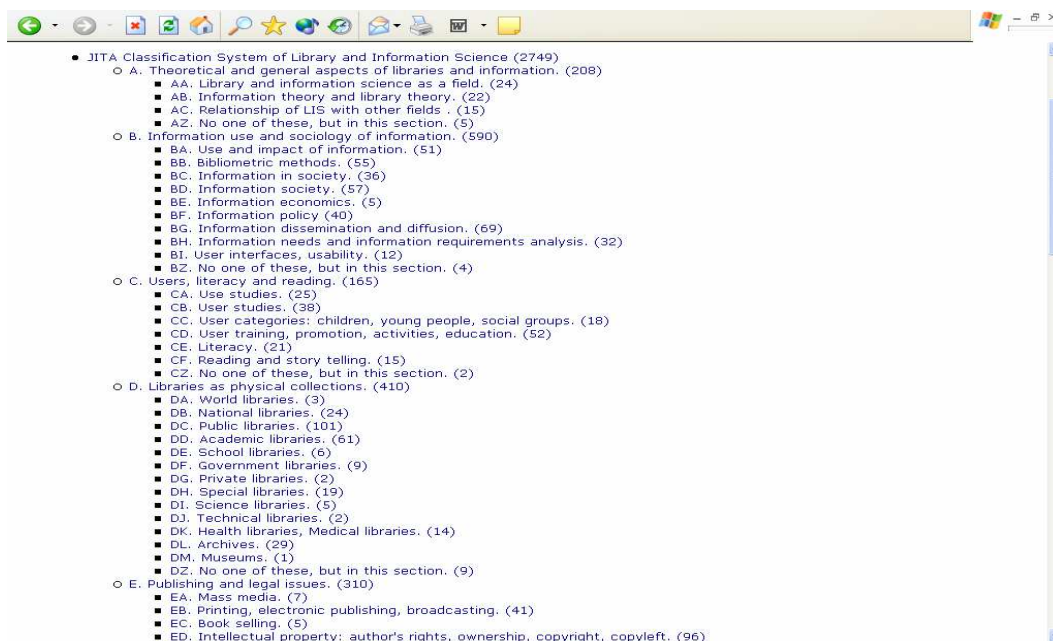 JITA Classification System of Library and Information Science (2749)
A. Theoretical and general aspects of libraries and information. (208)
AA. Library and information science as a field. (24)
AB. Information theory and library theory. (22)
AC. Relationship of LIS with other fields . (15)
AZ. No one of these, but in this section. (5)
B. Information use and sociology of information. (590)
BA. Use and impact of information. (51)
BB. Bibliometric methods. (55)
BC. Information in society. (36)
BD. Information society. (57)
BE. Information economics. (5)
BF. Information policy (40)
BG. Information dissemination and diffusion. (69)
BH. Information needs and information requirements analysis. (32)
BI. User interfaces, usability. (12)
BZ. No one of these, but in this section. (4)
C. Users, literacy and reading. (165)
CA. Use studies. (25)
CB. User studies. (38)
CC. User categories: children, young people, social groups. (18)
CD. User training, promotion, activities, education. (52)
CE. Literacy. (21)
CF. Reading and story telling. (15)
CZ. No one of these, but in this section. (2)
D. Libraries as physical collections. (410)
DA. World libraries. (3)
DB. National libraries. (24)
DC. Public libraries. (101)
DD. Academic libraries. (61)
DE. School libraries. (6)
DF. Government libraries. (9)
DG. Private libraries. (2)
DH. Special libraries. (19)
DI. Science libraries. (5)
DJ. Technical libraries. (2)
DK. Health libraries, Medical libraries. (14)
DL. Archives. (29)
DM. Museums. (1)
DZ. No one of these, but in this section. (9)
E. Publishing and legal issues. (310)
EA. Mass media. (7)
EB. Printing, electronic publishing, broadcasting. (41)
EC. Book selling. (5)
ED. Intellectual property: author's rights, ownership, copyright, copyleft. (96)